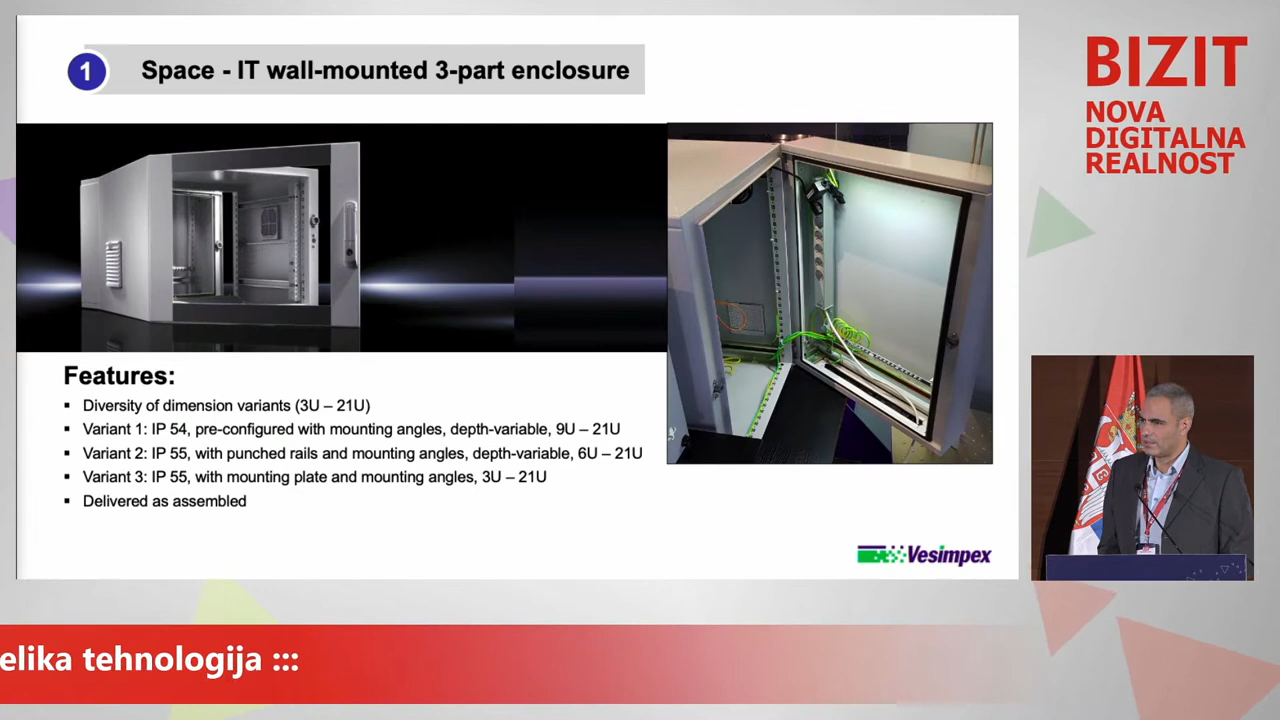 1
Space - IT wall-mounted 3-part enclosure
Features:
▪ Diversity of dimension variants (3U – 21U)
▪ Variant 1: IP 54, pre-configured with mounting angles, depth-variable, 9U – 21U
▪ Variant 2: IP 55, with punched rails and mounting angles, depth-variable, 6U – 21U
▪ Variant 3: IP 55, with mounting plate and mounting angles, 3U – 21U
▪ Delivered as assembled
Vesimpex
BIZIT
NOVA
DIGITALNA
REALNOST
elika tehnologija :::